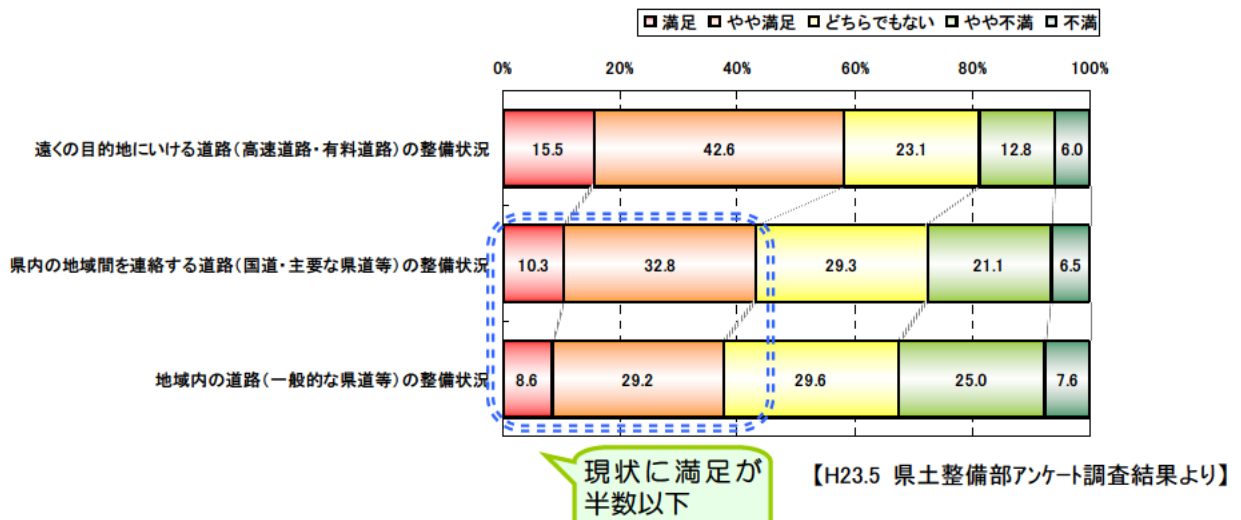 満足 やや満足 どちらでもない やや不満 不満
0% 20% 40% 60% 80% 100%
遠くの目的地にいける道路(高速道路・有料道路)の整備状況 15.5 42.6 23.1 12.8 6.0
県内の地域間を連絡する道路(国道・主要な県道等)の整備状況 10.3 32.8 29.3 21.1 6.5
地域内の道路(一般的な県道等)の整備状況 8.6 29.2 29.6 25.0 7.6
現状に満足が
半数以下
【H23.5 県土整備部アンケート調査結果より】